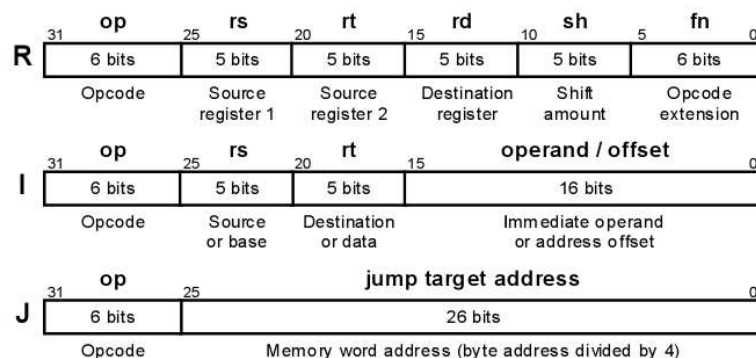 op rs rt rd sh fn
31 25 20 15 10 5 0
R 6 bits 5 bits 5 bits 5 bits 5 bits 6 bits
Opcode Source Source Destination Shift Opcode
register 1 register 2 register amount extension
op rs rt operand / offset
31 25 20 15 0
I 6 bits 5 bits 5 bits 16 bits
Opcode Source Destination Immediate operand
or base or data or address offset
op jump target address
31 25 0
J 6 bits 26 bits
Opcode Memory word address (byte address divided by 4)